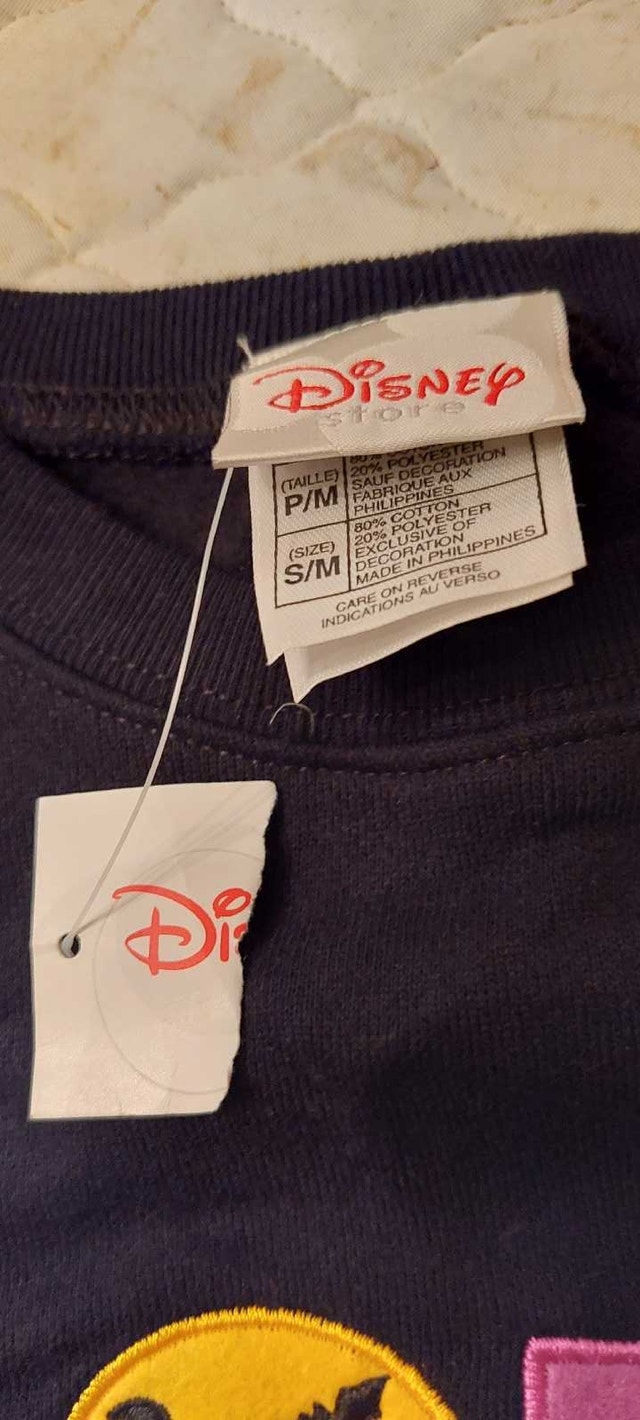 Disney
store
(TAILLE)
P/M
20% POLYESTER
SAUF DECORATION
FABRIQUE AUX
PHILIPPINES
(SIZE)
S/M
80% COTTON
20% POLYESTER
EXCLUSIVE OF
DECORATION
MADE IN PHILIPPINES
CARE ON REVERSE
INDICATIONS AU VERSO
Di